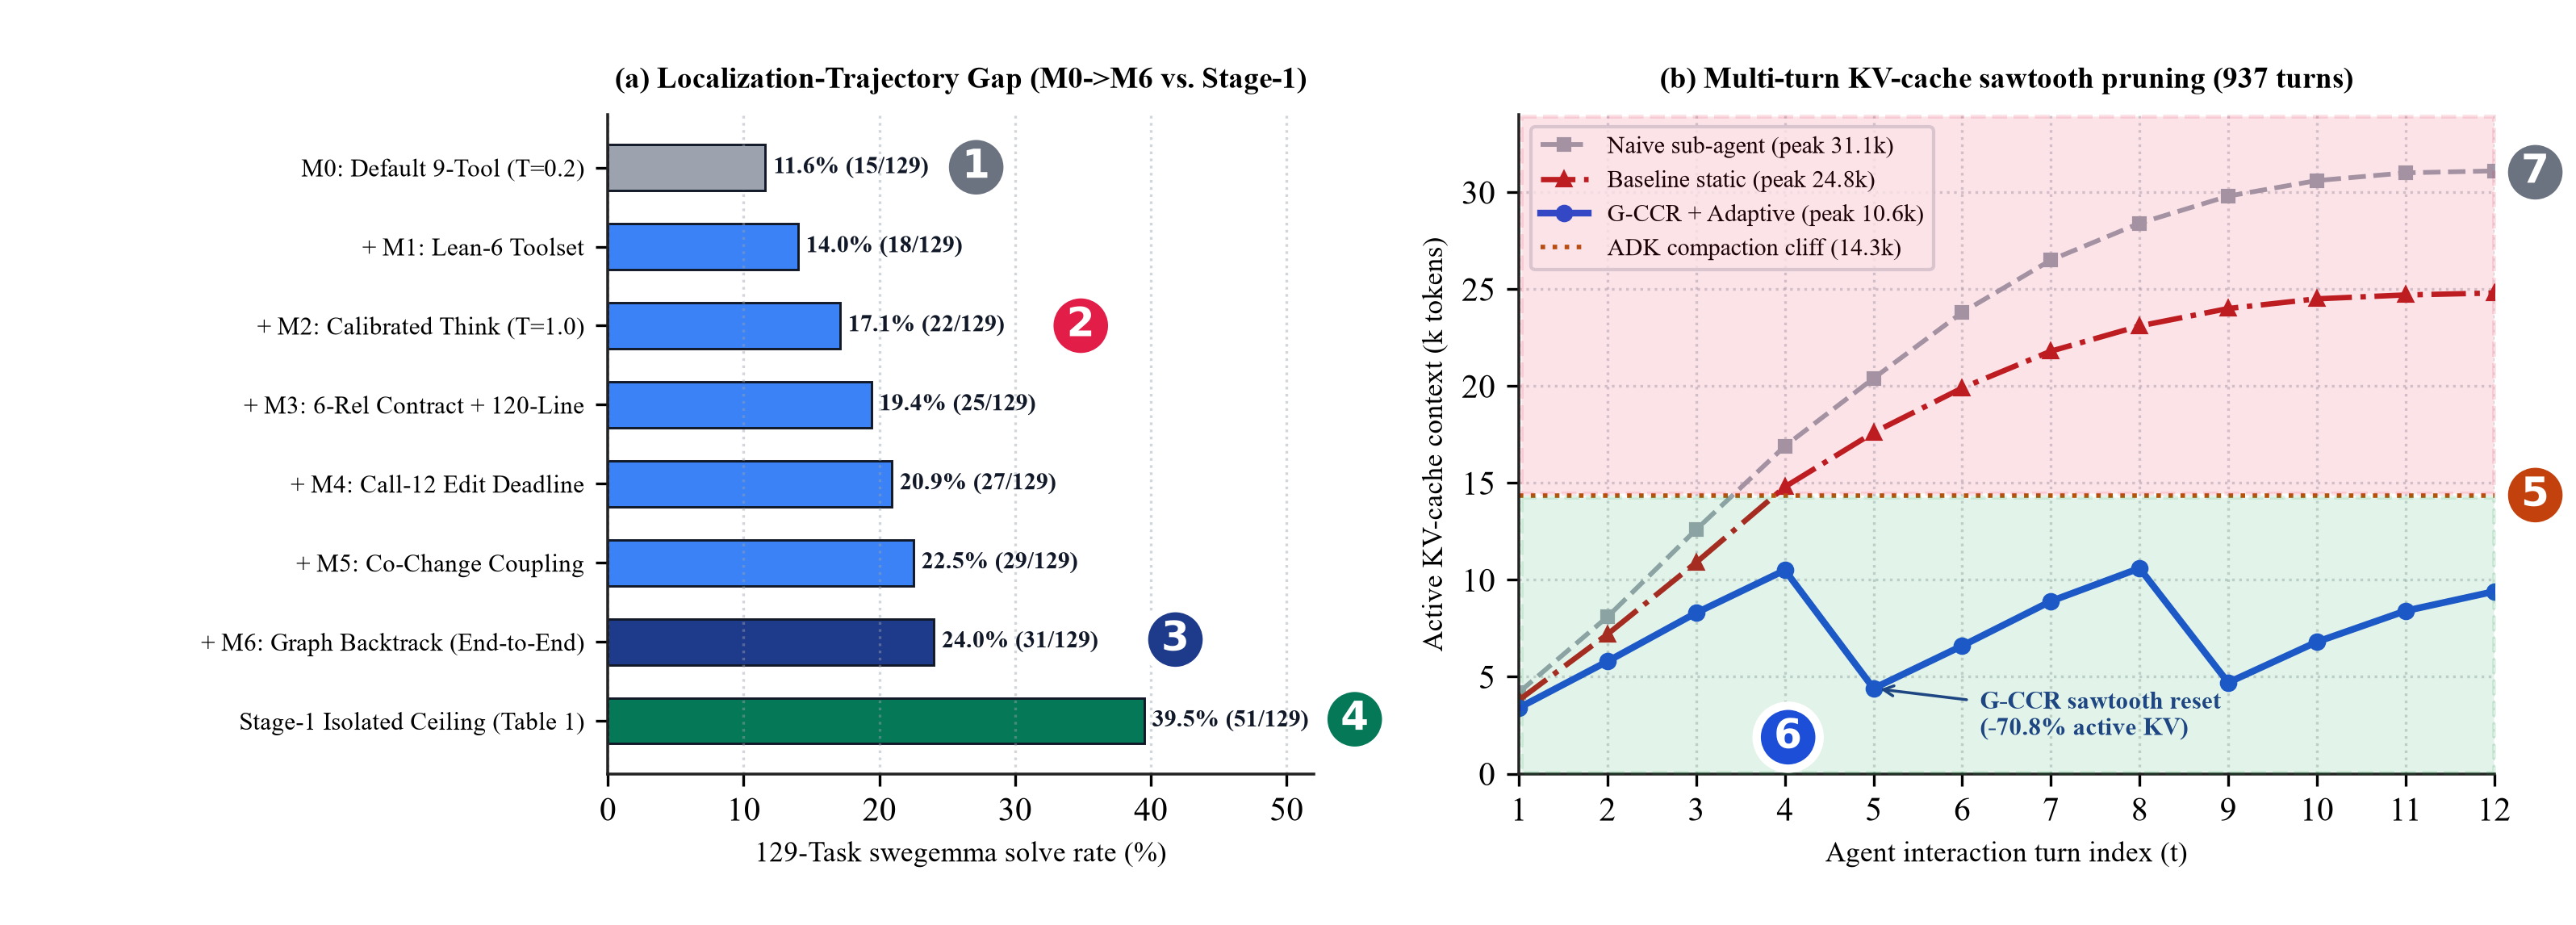 (a) Localization-Trajectory Gap (M0->M6 vs. Stage-1)
M0: Default 9-Tool (T=0.2)
11.6% (15/129)
1
+ M1: Lean-6 Toolset
14.0% (18/129)
+ M2: Calibrated Think (T=1.0)
17.1% (22/129)
2
+ M3: 6-Rel Contract + 120-Line
19.4% (25/129)
+ M4: Call-12 Edit Deadline
20.9% (27/129)
+ M5: Co-Change Coupling
22.5% (29/129)
+ M6: Graph Backtrack (End-to-End)
24.0% (31/129)
3
Stage-1 Isolated Ceiling (Table 1)
39.5% (51/129)
4
0 10 20 30 40 50
129-Task swegemma solve rate (%)
(b) Multi-turn KV-cache sawtooth pruning (937 turns)
Naive sub-agent (peak 31.1k)
Baseline static (peak 24.8k)
G-CCR + Adaptive (peak 10.6k)
ADK compaction cliff (14.3k)
7
5
Active KV-cache context (k tokens)
30
25
20
15
10
5
0
G-CCR sawtooth reset
(-70.8% active KV)
6
1 2 3 4 5 6 7 8 9 10 11 12
Agent interaction turn index (t)